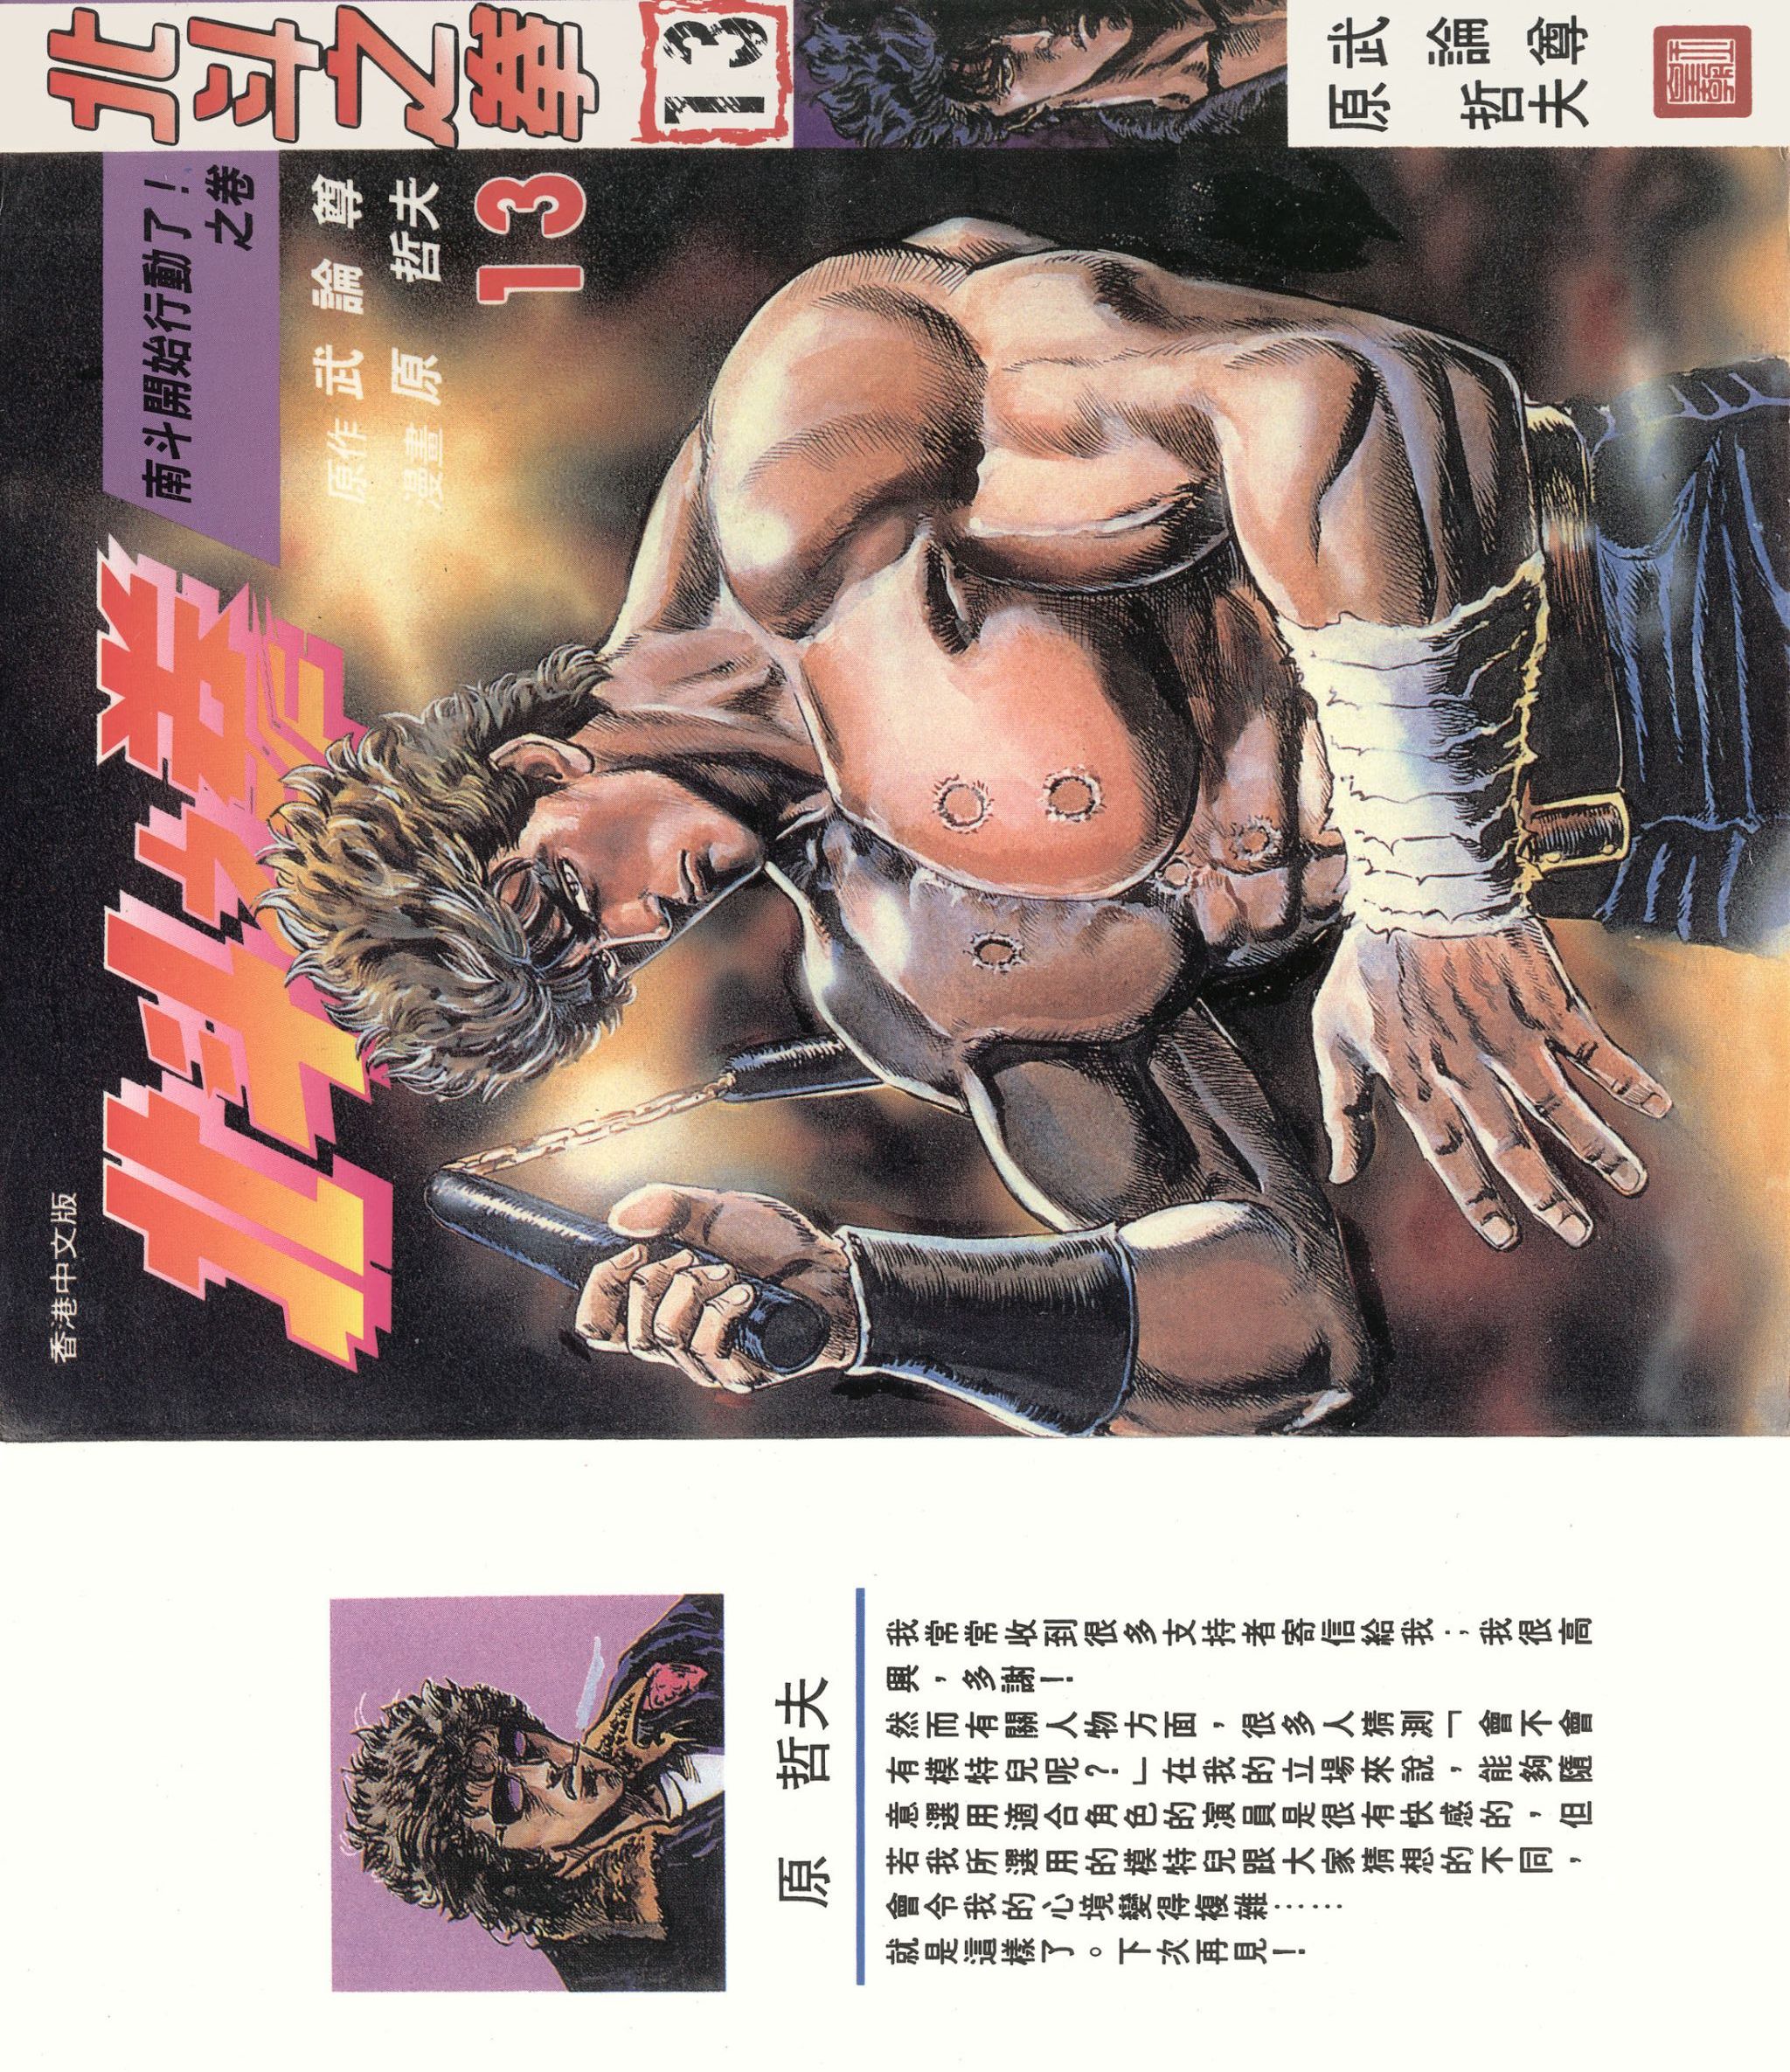 北斗之拳
13
武論尊
原哲夫
香港中文版
北斗之拳
南斗開始行動了！
之卷
原作 武論尊
漫畫 原哲夫
13
原 哲夫
我常常收到很多支持者寄信給我；我很高
興，多謝！
然而有關人物方面，很多人猜測「會不會
有模特兒呢？」在我的立場來說，能夠隨
意選用適合角色的演員是很有快感的，但
若我所選用的模特兒跟大家猜想的不同，
會令我的心境變得複雜……
就是這樣了。下次再見！